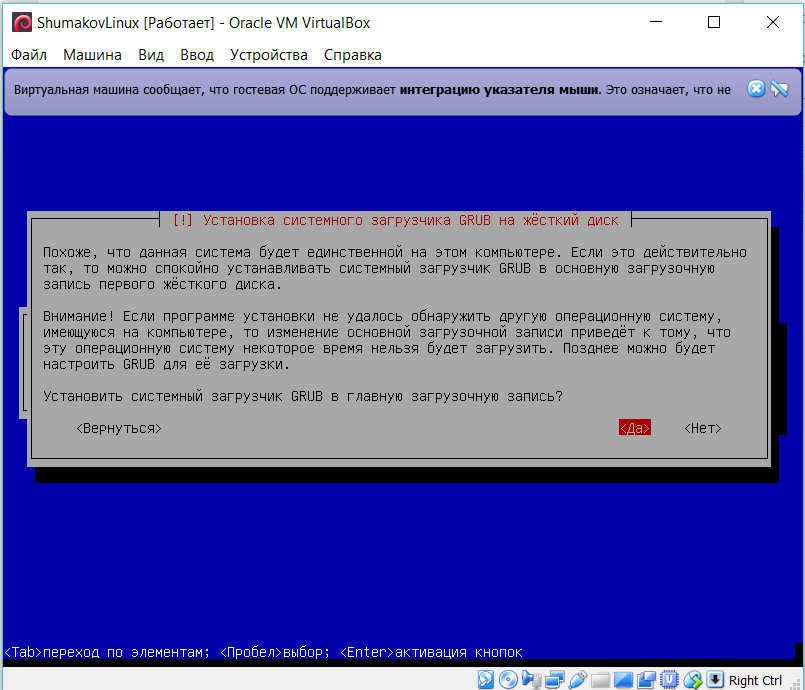 ShumakovLinux [Работает] - Oracle VM VirtualBox
Файл Машина Вид Ввод Устройства Справка
Виртуальная машина сообщает, что гостевая ОС поддерживает интеграцию указателя мыши. Это означает, что не
[!] Установка системного загрузчика GRUB на жёсткий диск
Похоже, что данная система будет единственной на этом компьютере. Если это действительно
так, то можно спокойно устанавливать системный загрузчик GRUB в основную загрузочную
запись первого жёсткого диска.
Внимание! Если программе установки не удалось обнаружить другую операционную систему,
имеющуюся на компьютере, то изменение основной загрузочной записи приведёт к тому, что
эту операционную систему некоторое время нельзя будет загрузить. Позднее можно будет
настроить GRUB для её загрузки.
Установить системный загрузчик GRUB в главную загрузочную запись?
<Вернуться> <Да> <Нет>
<Tab>переход по элементам; <Пробел>выбор; <Enter>активация кнопок
Right Ctrl